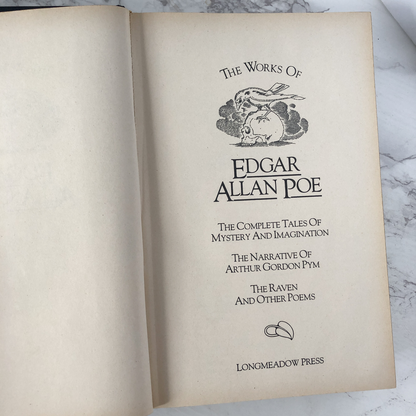 The Works Of
Edgar
Allan Poe
The Complete Tales Of
Mystery And Imagination
The Narrative Of
Arthur Gordon Pym
The Raven
And Other Poems
Longmeadow Press